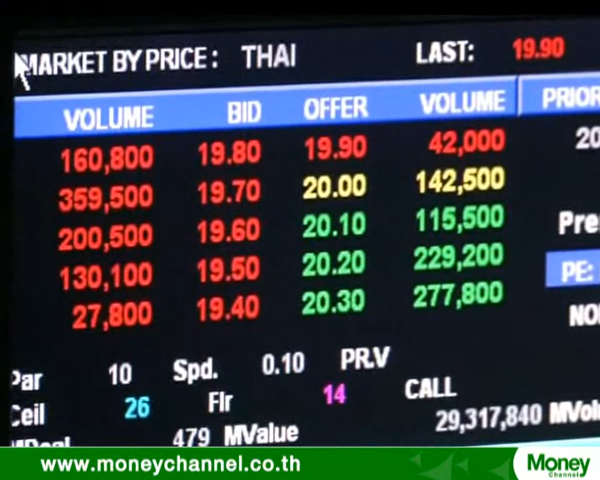 MARKET BY PRICE : THAI LAST: 19.90
VOLUME BID OFFER VOLUME
160,800 19.80 19.90 42,000 20
359,500 19.70 20.00 142,500
200,500 19.60 20.10 115,500
130,100 19.50 20.20 229,200 PE:
27,800 19.40 20.30 277,800
Par 10 Spd. 0.10 PR.V
Ceil 26 Flr 14 CALL
479 MValue 29,317,840
www.moneychannel.co.th
Money
Channel